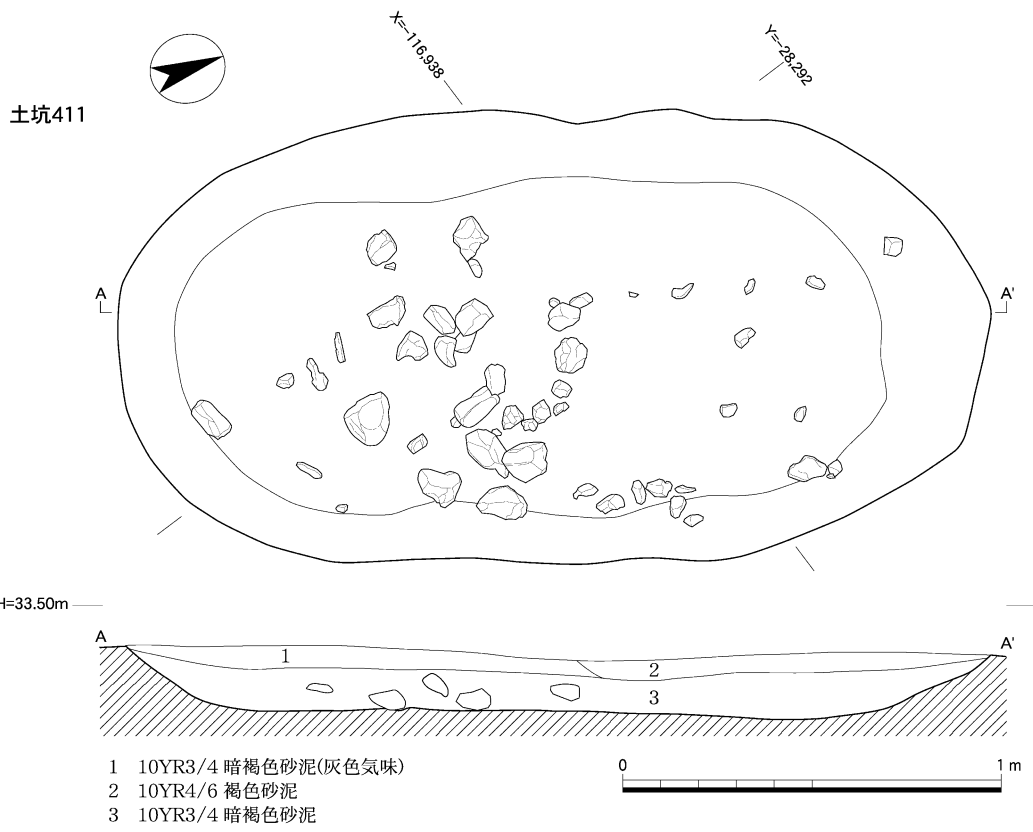 X=-116,938
Y=-28,292
土坑411
A
A'
H=33.50m
A
A'
1
2
3
1 10YR3/4 暗褐色砂泥(灰色気味)
2 10YR4/6 褐色砂泥
3 10YR3/4 暗褐色砂泥
0
1 m